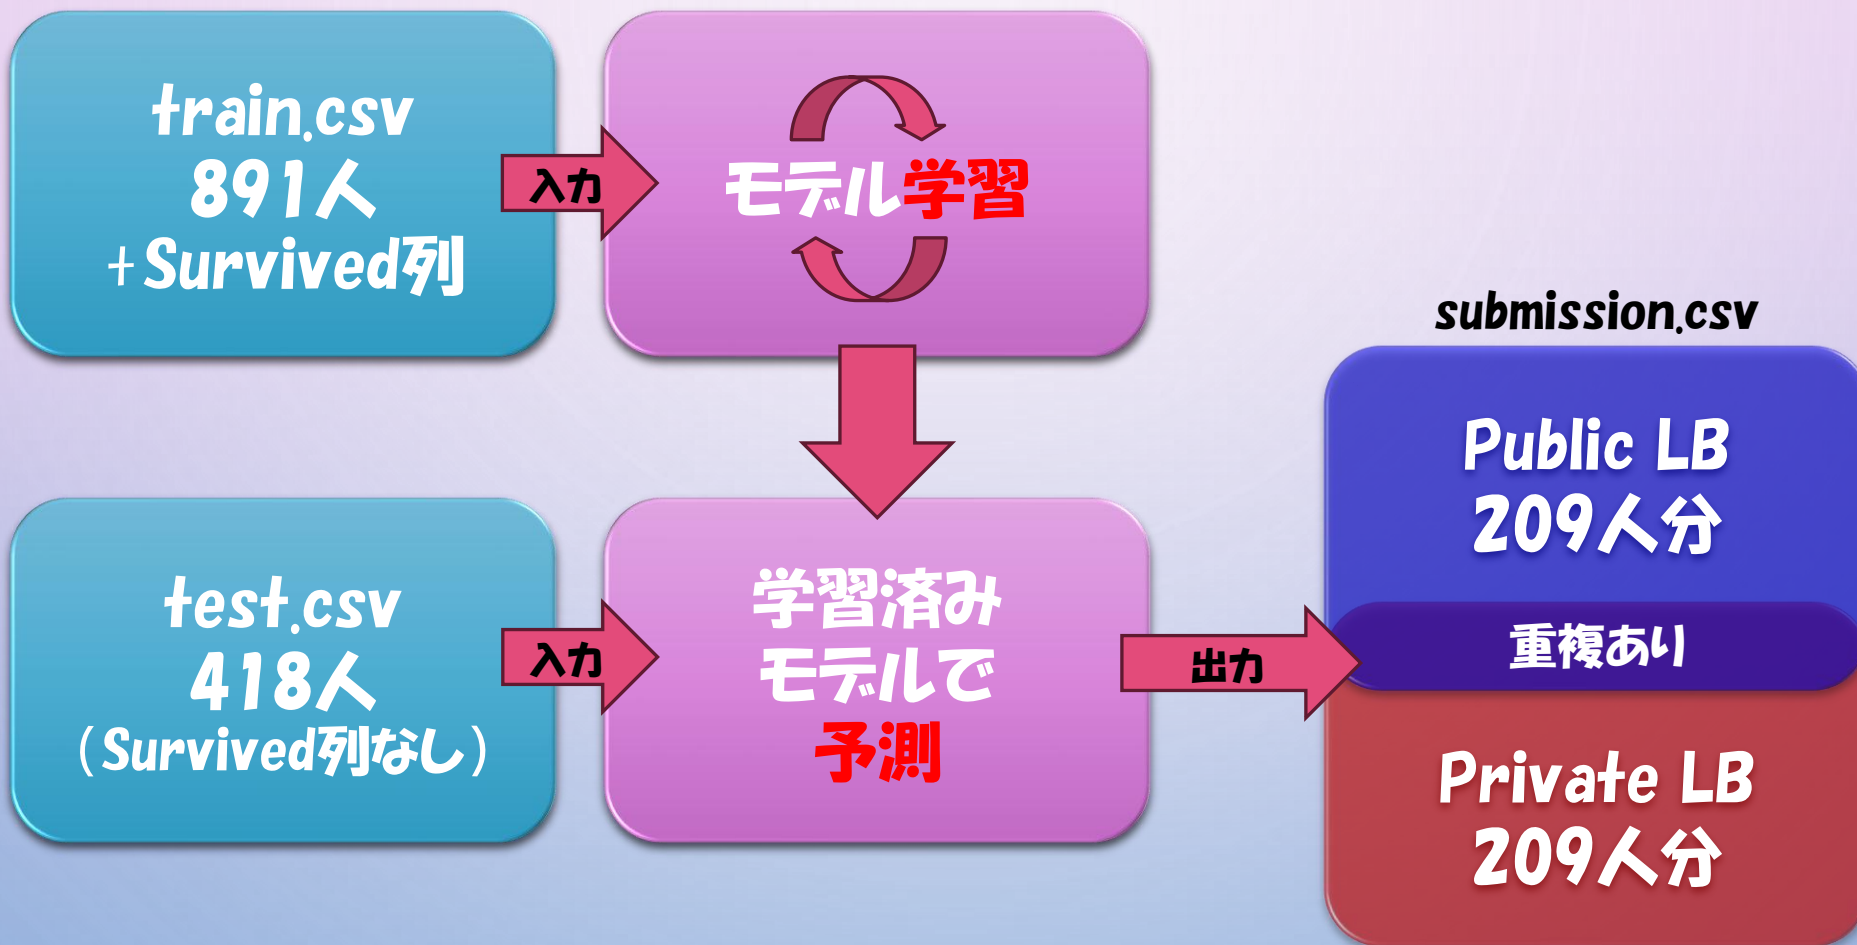 train.csv
891人
+Survived列
入力
モデル学習
test.csv
418人
(Survived列なし)
入力
学習済み
モデルで
予測
出力
submission.csv
Public LB
209人分
重複あり
Private LB
209人分